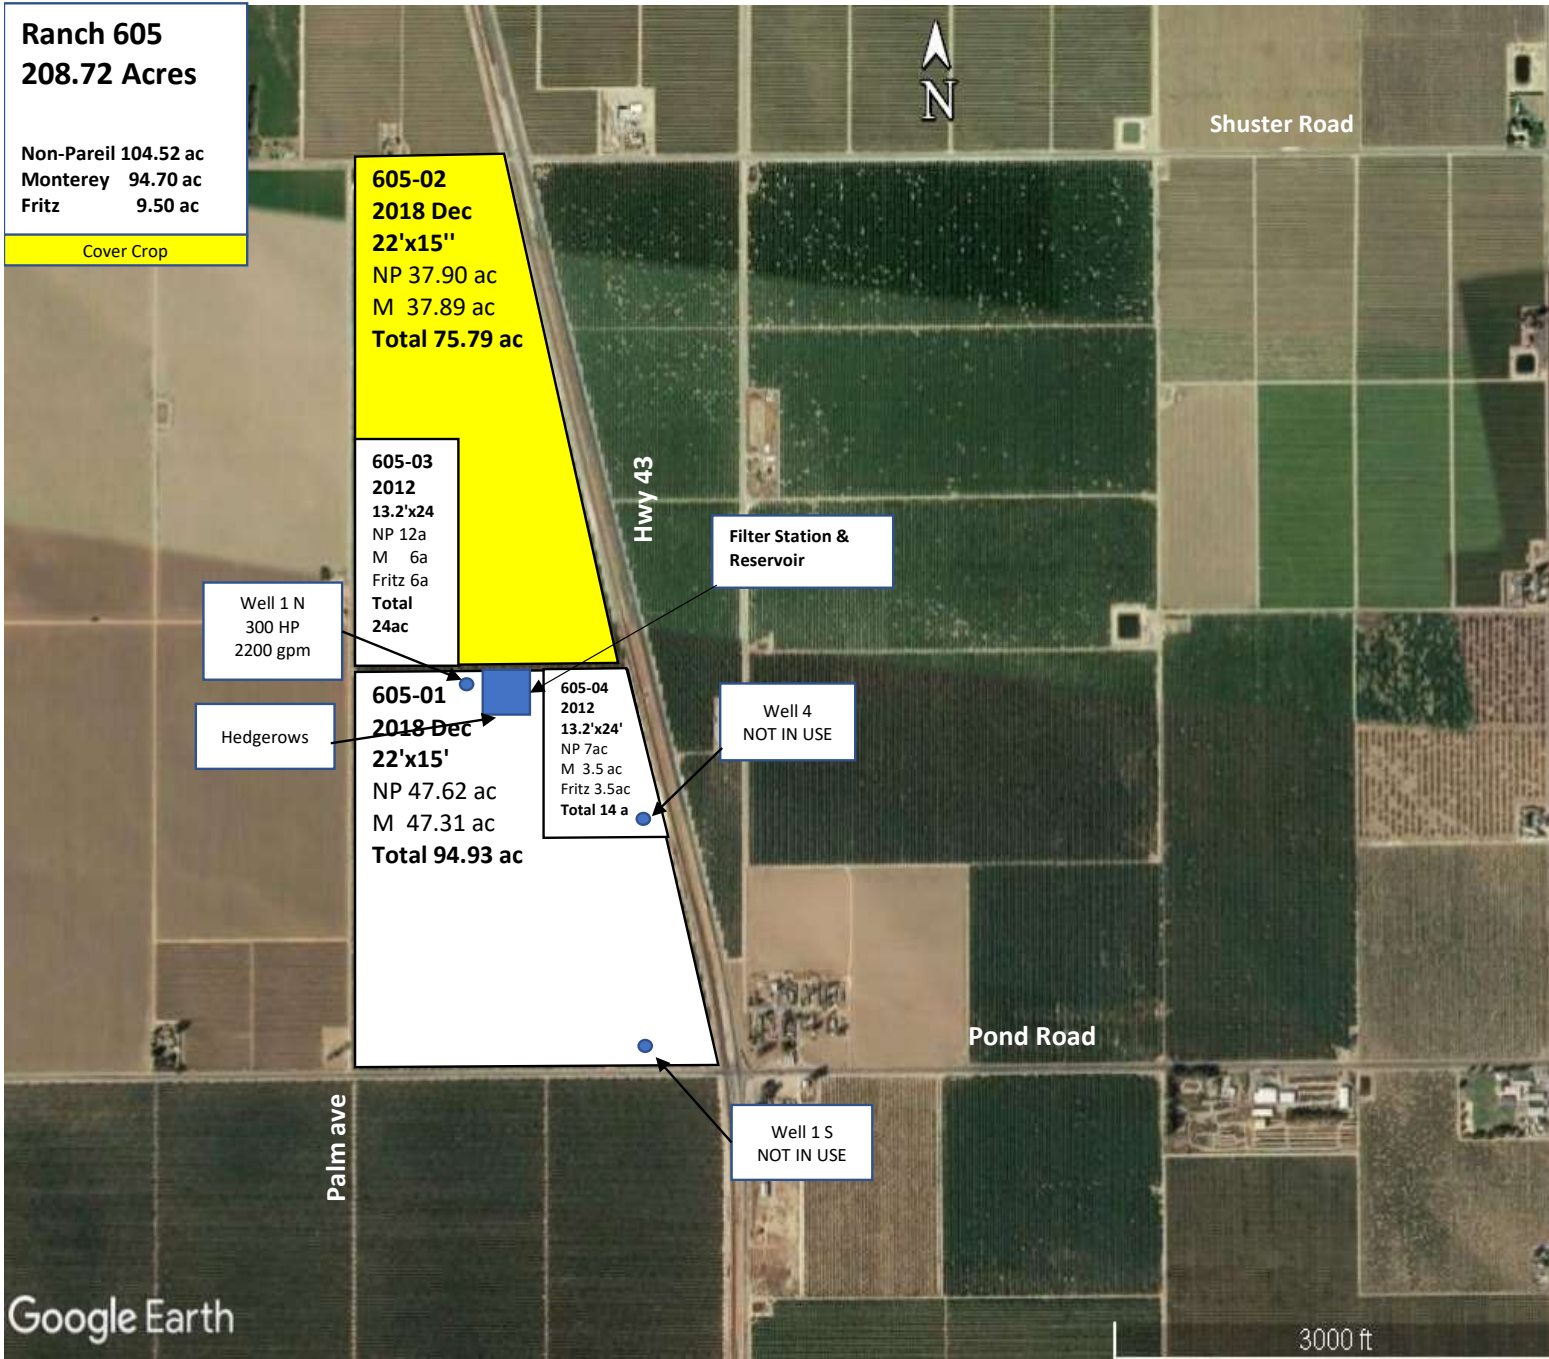 Ranch 605
208.72 Acres
Non-Pareil 104.52 ac
Monterey 94.70 ac
Fritz 9.50 ac
Cover Crop
N
Shuster Road
605-02
2018 Dec
22'x15''
NP 37.90 ac
M 37.89 ac
Total 75.79 ac
605-03
2012
13.2'x24
NP 12a
M 6a
Fritz 6a
Total
24ac
Hwy 43
Filter Station &
Reservoir
Well 1 N
300 HP
2200 gpm
Hedgerows
605-01
2018 Dec
22'x15'
NP 47.62 ac
M 47.31 ac
Total 94.93 ac
605-04
2012
13.2'x24'
NP 7ac
M 3.5 ac
Fritz 3.5ac
Total 14 a
Well 4
NOT IN USE
Pond Road
Palm ave
Well 1 S
NOT IN USE
Google Earth
3000 ft